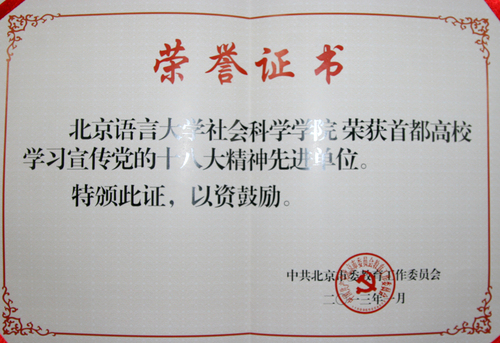 荣誉证书
北京语言大学社会科学学院 荣获首都高校
学习宣传党的十八大精神先进单位。
特颁此证，以资鼓励。
中共北京市委教育工作委员会
二〇一三年一月